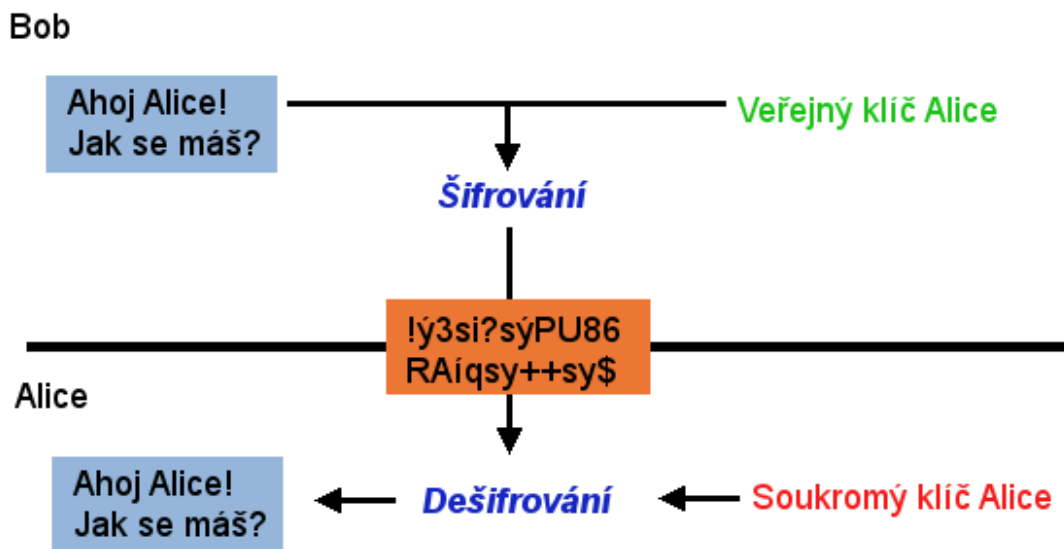 Bob
Ahoj Alice!
Jak se máš?
Veřejný klíč Alice
Šifrování
!ý3si?sýPU86
RAíqsy++sy$
Alice
Ahoj Alice!
Jak se máš?
Dešifrování
Soukromý klíč Alice